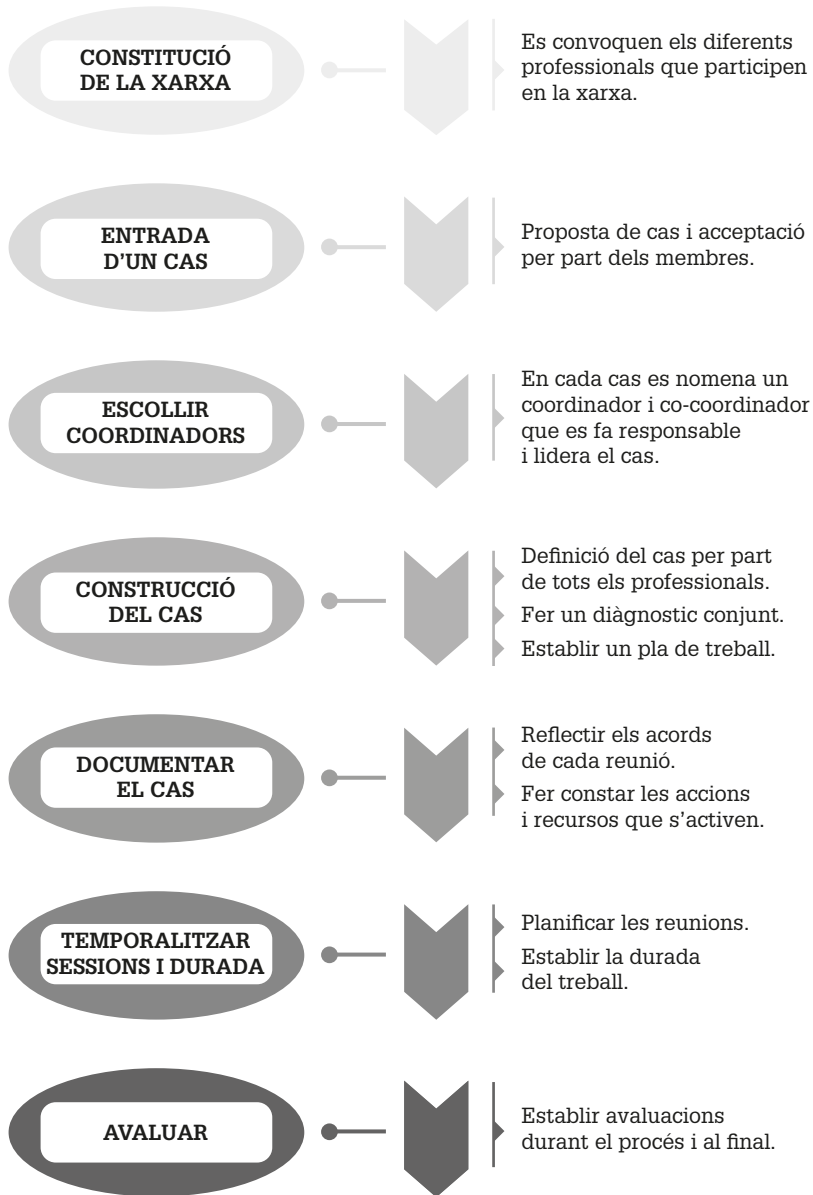 CONSTITUCIÓ
DE LA XARXA
Es convoquen els diferents
professionals que participen
en la xarxa.
ENTRADA
D'UN CAS
Proposta de cas i acceptació
per part dels membres.
ESCOLLIR
COORDINADORS
En cada cas es nomena un
coordinador i co-coordinador
que es fa responsable
i lidera el cas.
CONSTRUCCIÓ
DEL CAS
Definició del cas per part
de tots els professionals.
Fer un diàgnostic conjunt.
Establir un pla de treball.
DOCUMENTAR
EL CAS
Reflectir els acords
de cada reunió.
Fer constar les accions
i recursos que s’activen.
TEMPORALITZAR
SESSIONS I DURADA
Planificar les reunions.
Establir la durada
del treball.
AVALUAR
Establir avaluacions
durant el procés i al final.